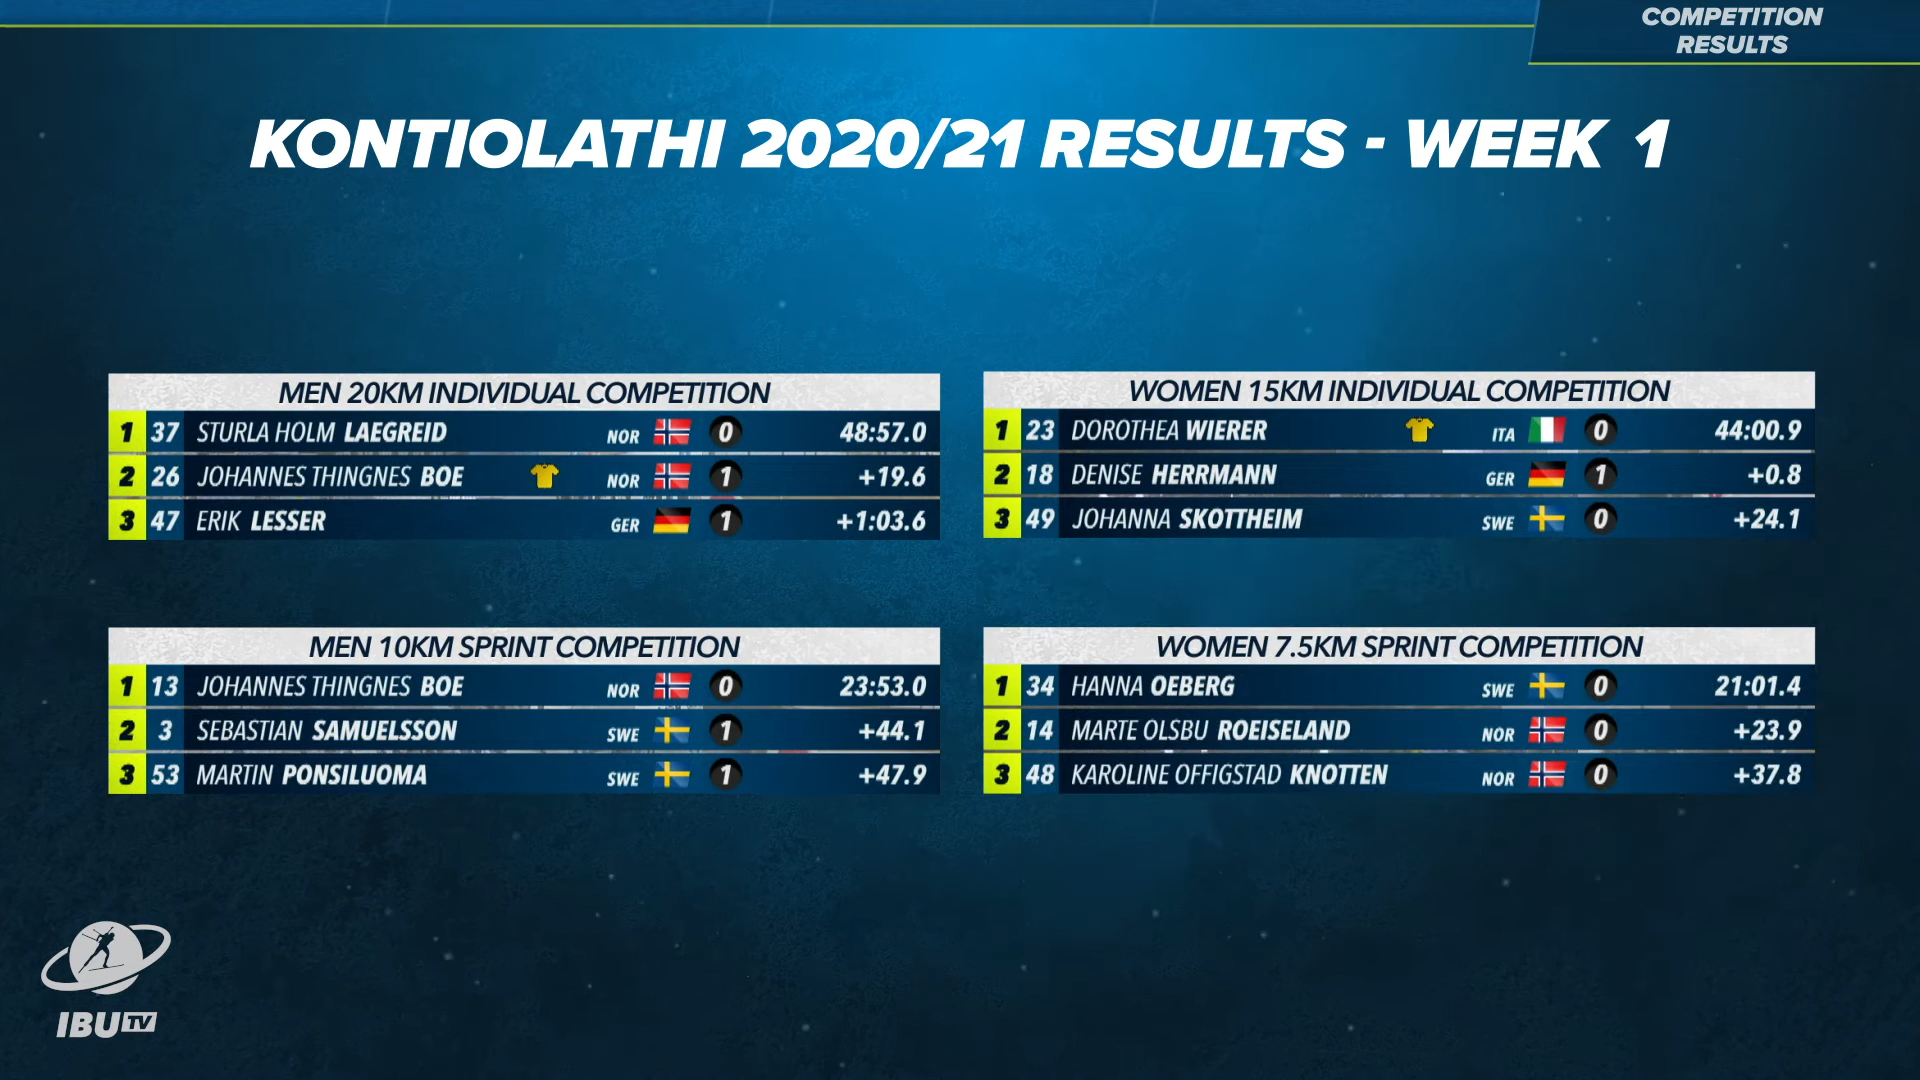 COMPETITION
RESULTS
KONTIOLATHI 2020/21 RESULTS - WEEK 1
MEN 20KM INDIVIDUAL COMPETITION
1 37 STURLA HOLM LAEGREID NOR 0 48:57.0
2 26 JOHANNES THINGNES BOE NOR 1 +19.6
3 47 ERIK LESSER GER 1 +1:03.6
WOMEN 15KM INDIVIDUAL COMPETITION
1 23 DOROTHEA WIERER ITA 0 44:00.9
2 18 DENISE HERRMANN GER 1 +0.8
3 49 JOHANNA SKOTTHEIM SWE 0 +24.1
MEN 10KM SPRINT COMPETITION
1 13 JOHANNES THINGNES BOE NOR 0 23:53.0
2 3 SEBASTIAN SAMUELSSON SWE 1 +44.1
3 53 MARTIN PONSILUOMA SWE 1 +47.9
WOMEN 7.5KM SPRINT COMPETITION
1 34 HANNA OEBERG SWE 0 21:01.4
2 14 MARTE OLSBU ROEISELAND NOR 0 +23.9
3 48 KAROLINE OFFIGSTAD KNOTTEN NOR 0 +37.8
IBU TV